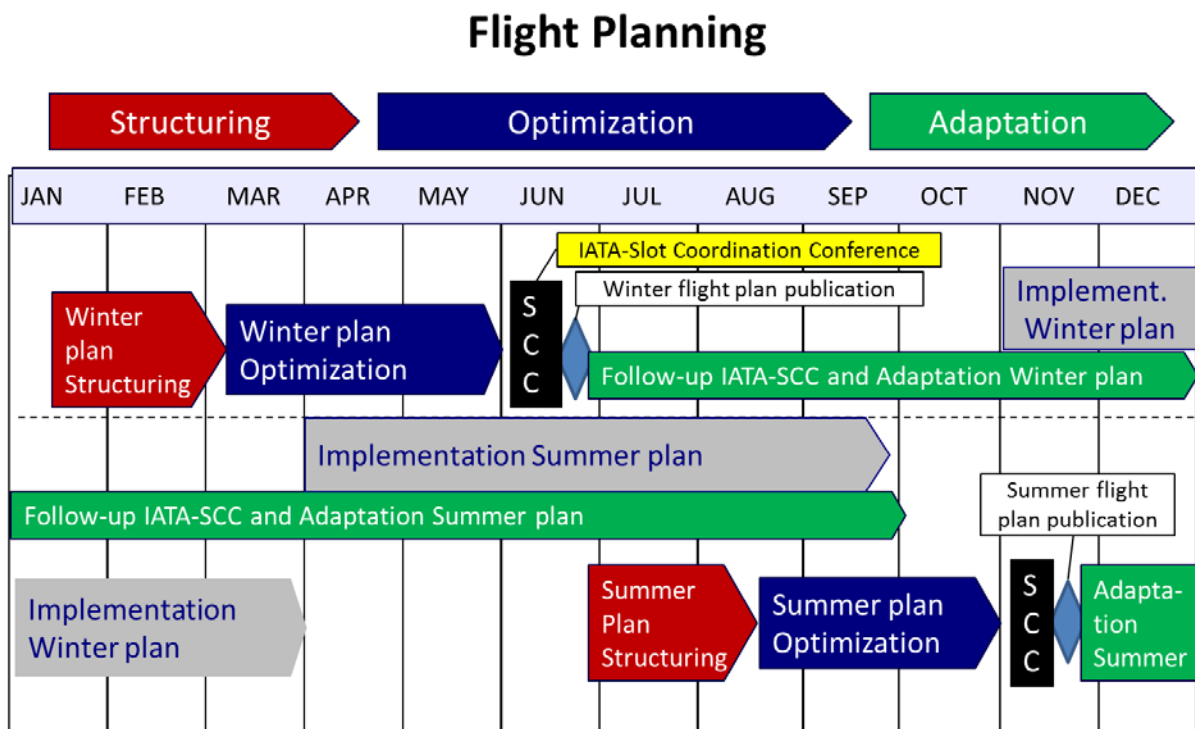 Flight Planning
Structuring
Optimization
Adaptation
JAN FEB MAR APR MAY JUN JUL AUG SEP OCT NOV DEC
IATA-Slot Coordination Conference
Winter flight plan publication
Winter
plan
Structuring
Winter plan
Optimization
S
C
C
Implement.
Winter plan
Follow-up IATA-SCC and Adaptation Winter plan
Implementation Summer plan
Follow-up IATA-SCC and Adaptation Summer plan
Summer flight
plan publication
Implementation
Winter plan
Summer
Plan
Structuring
Summer plan
Optimization
S
C
C
Adapta-
tion
Summer